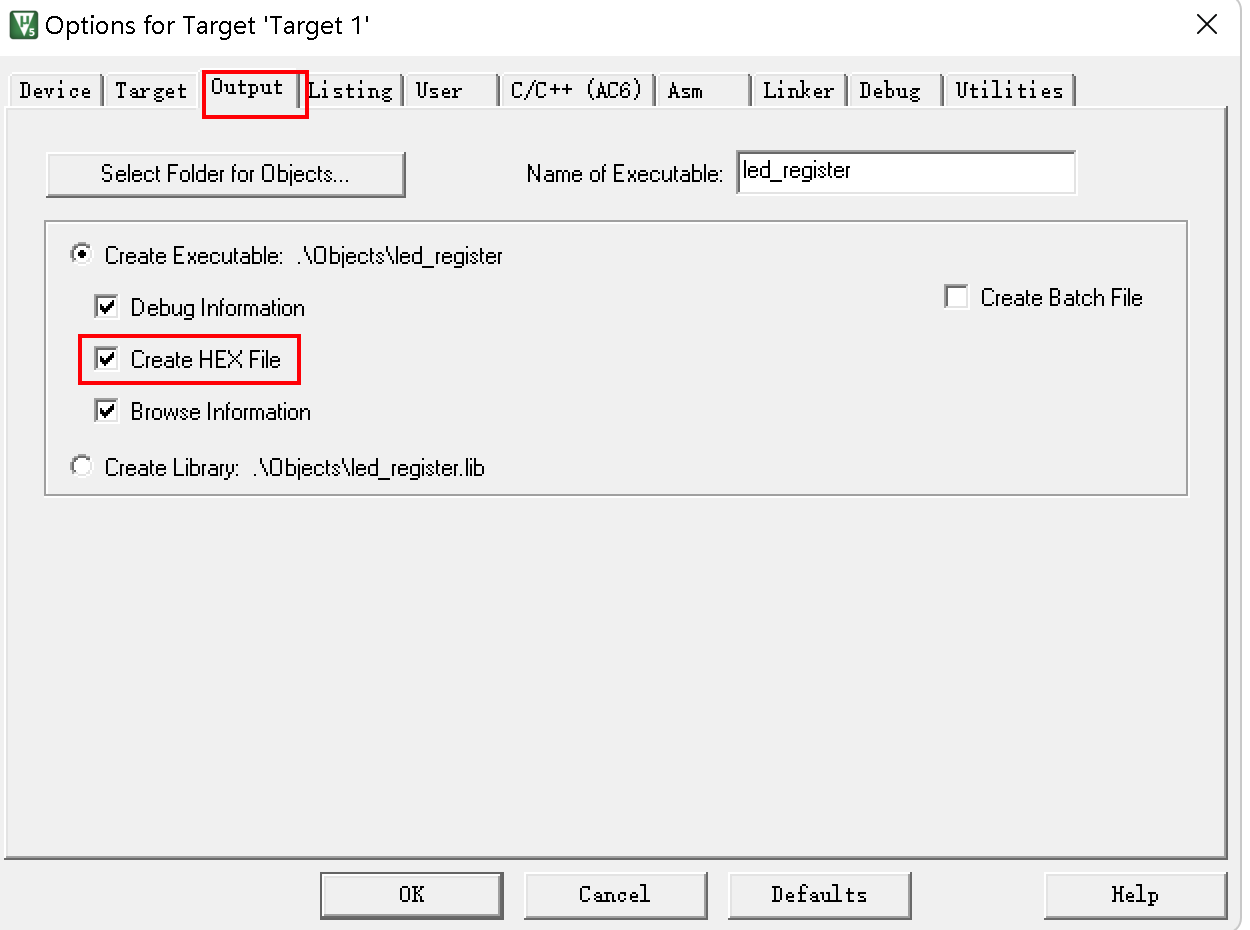 Options for Target 'Target 1'
Device Target Output Listing User C/C++ (AC6) Asm Linker Debug Utilities
Select Folder for Objects... Name of Executable: led_register
Create Executable: .\Objects\led_register
Debug Information Create Batch File
Create HEX File
Browse Information
Create Library: .\Objects\led_register.lib
OK Cancel Defaults Help